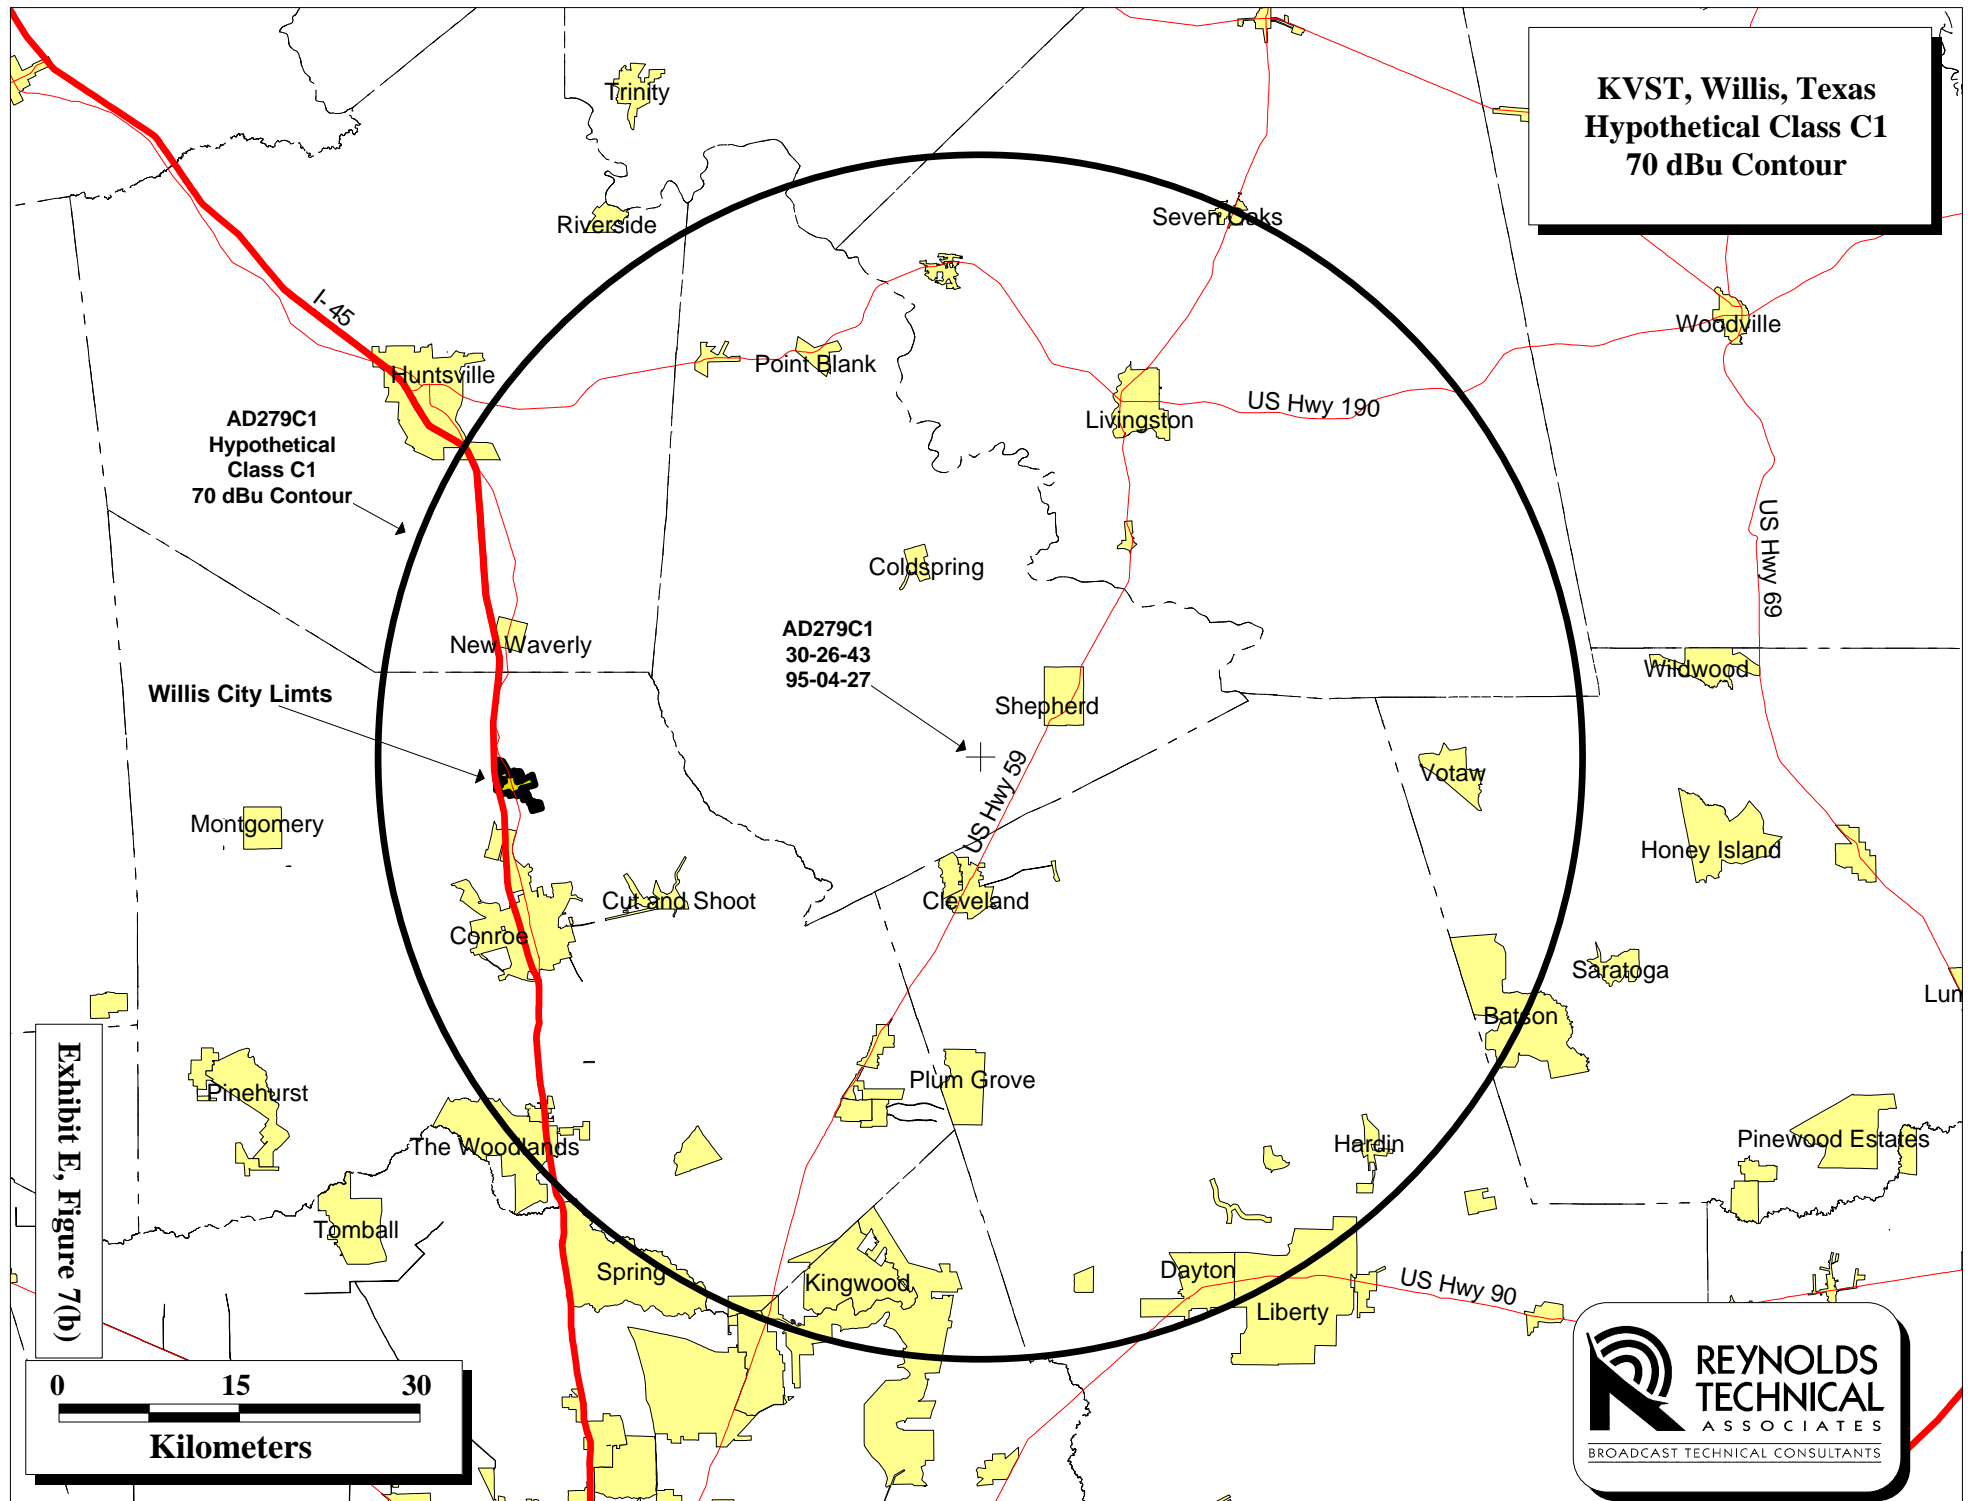 KVST, Willis, Texas
Hypothetical Class C1
70 dBu Contour
Trinity
Riverside
Seven Oaks
I-45
Woodville
Point Blank
Huntsville
US Hwy 190
Livingston
AD279C1
Hypothetical
Class C1
70 dBu Contour
US Hwy 69
Coldspring
New Waverly
AD279C1
30-26-43
95-04-27
Wildwood
Willis City Limts
Shepherd
US Hwy 59
Votaw
Montgomery
Honey Island
Cut and Shoot
Cleveland
Conroe
Saratoga
Lum
Batson
Exhibit E, Figure 7(b)
Pinehurst
Plum Grove
The Woodlands
Hardin
Pinewood Estates
Tomball
Spring
Kingwood
Dayton
US Hwy 90
Liberty
0 15 30
Kilometers
REYNOLDS
TECHNICAL
ASSOCIATES
BROADCAST TECHNICAL CONSULTANTS